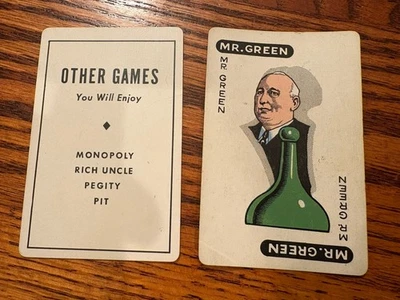 OTHER GAMES
You Will Enjoy
MONOPOLY
RICH UNCLE
PEGITY
PIT
MR. GREEN
MR. GREEN
MR. GREEN
MR. GREEN